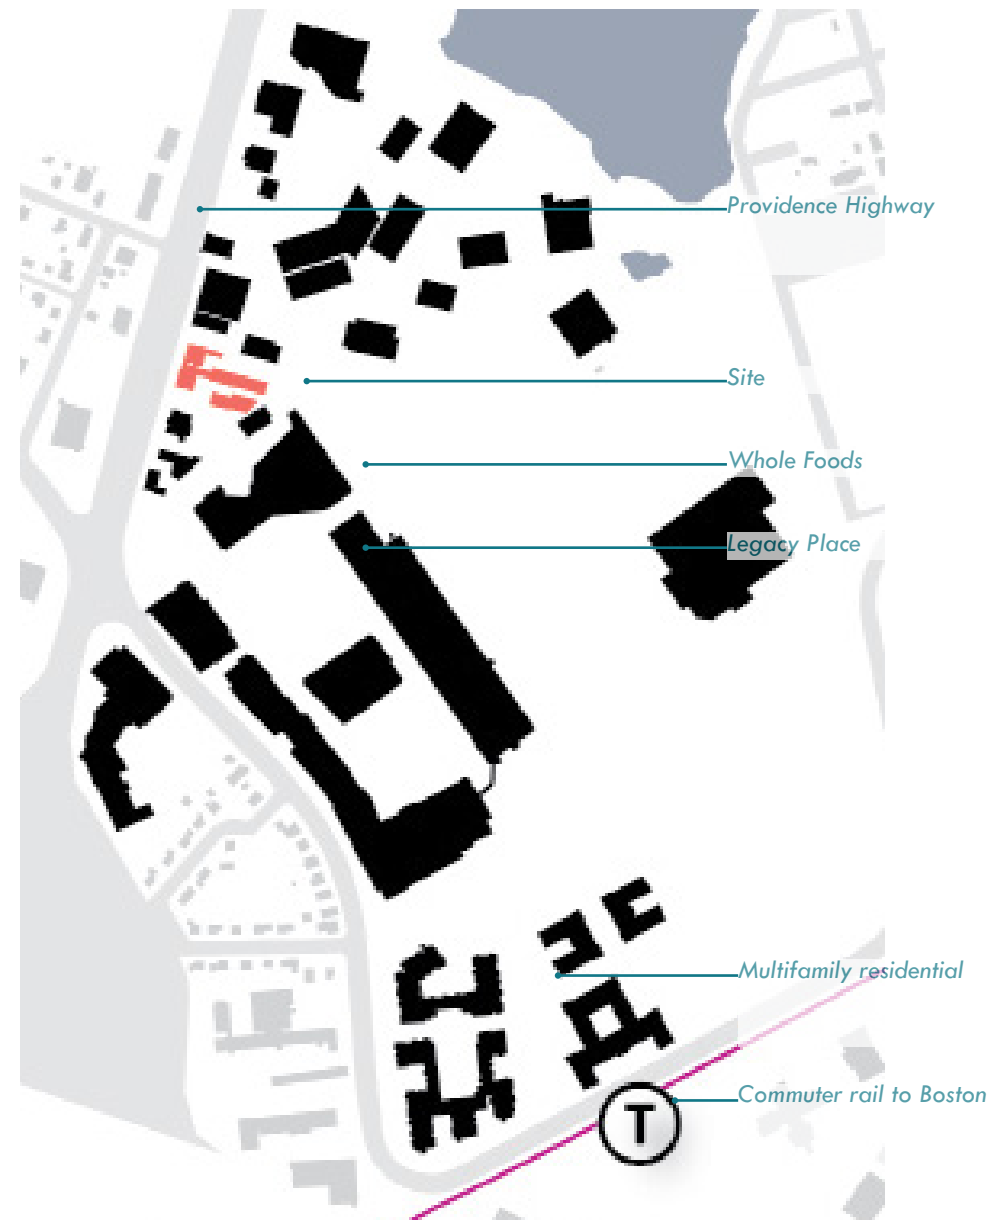 Providence Highway
Site
Whole Foods
Legacy Place
Multifamily residential
Commuter rail to Boston
T